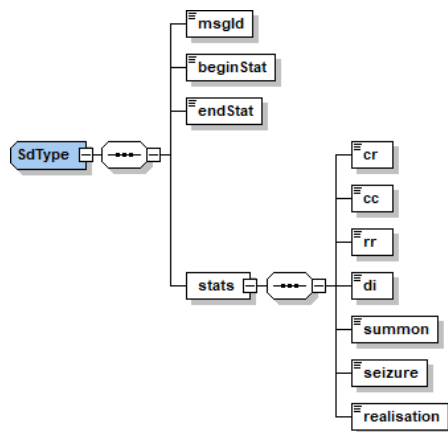 msgId
beginStat
endStat
SdType
cr
cc
rr
di
stats
summon
seizure
realisation